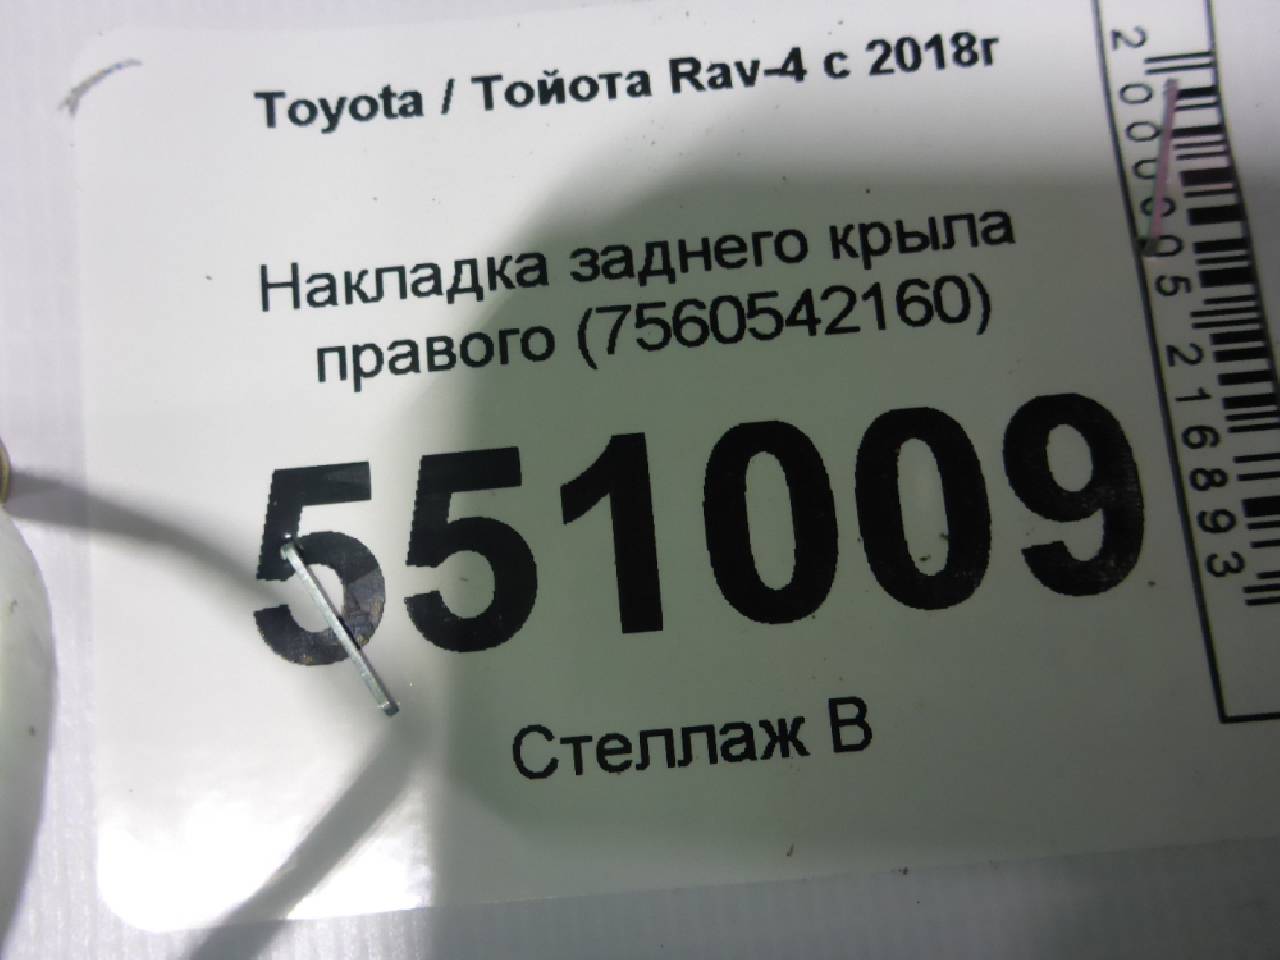 Toyota / Тойота Rav-4 с 2018г
Накладка заднего крыла
правого (7560542160)
551009
Стеллаж В
2000005216893